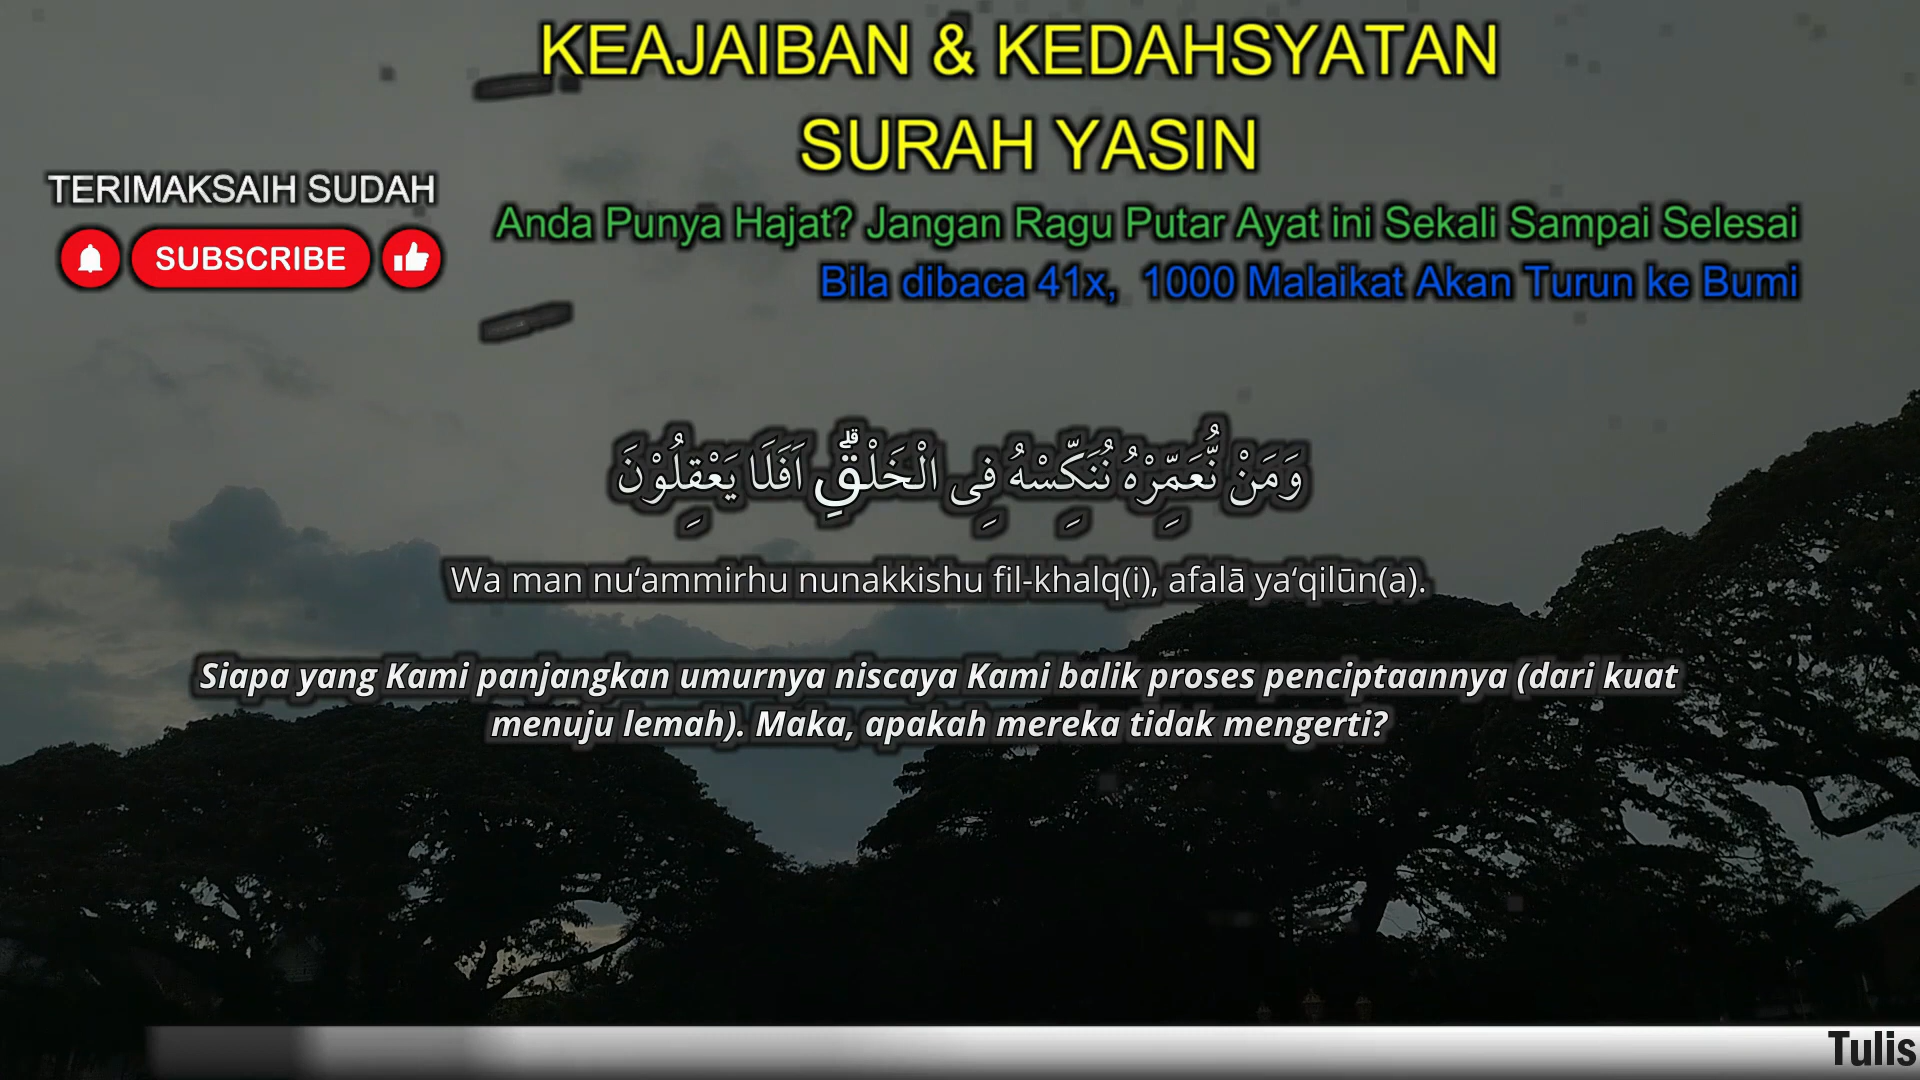 KEAJAIBAN & KEDAHSYATAN
SURAH YASIN
TERIMAKSAIH SUDAH
SUBSCRIBE
Anda Punya Hajat? Jangan Ragu Putar Ayat ini Sekali Sampai Selesai
Bila dibaca 41x, 1000 Malaikat Akan Turun ke Bumi
وَمَنْ نُّعَمِّرْهُ نُنَكِّسْهُ فِى الْخَلْقِۗ اَفَلَا يَعْقِلُوْنَ
Wa man nu‘ammirhu nunakkishu fil-khalq(i), afalā ya‘qilūn(a).
Siapa yang Kami panjangkan umurnya niscaya Kami balik proses penciptaannya (dari kuat
menuju lemah). Maka, apakah mereka tidak mengerti?
Tulis